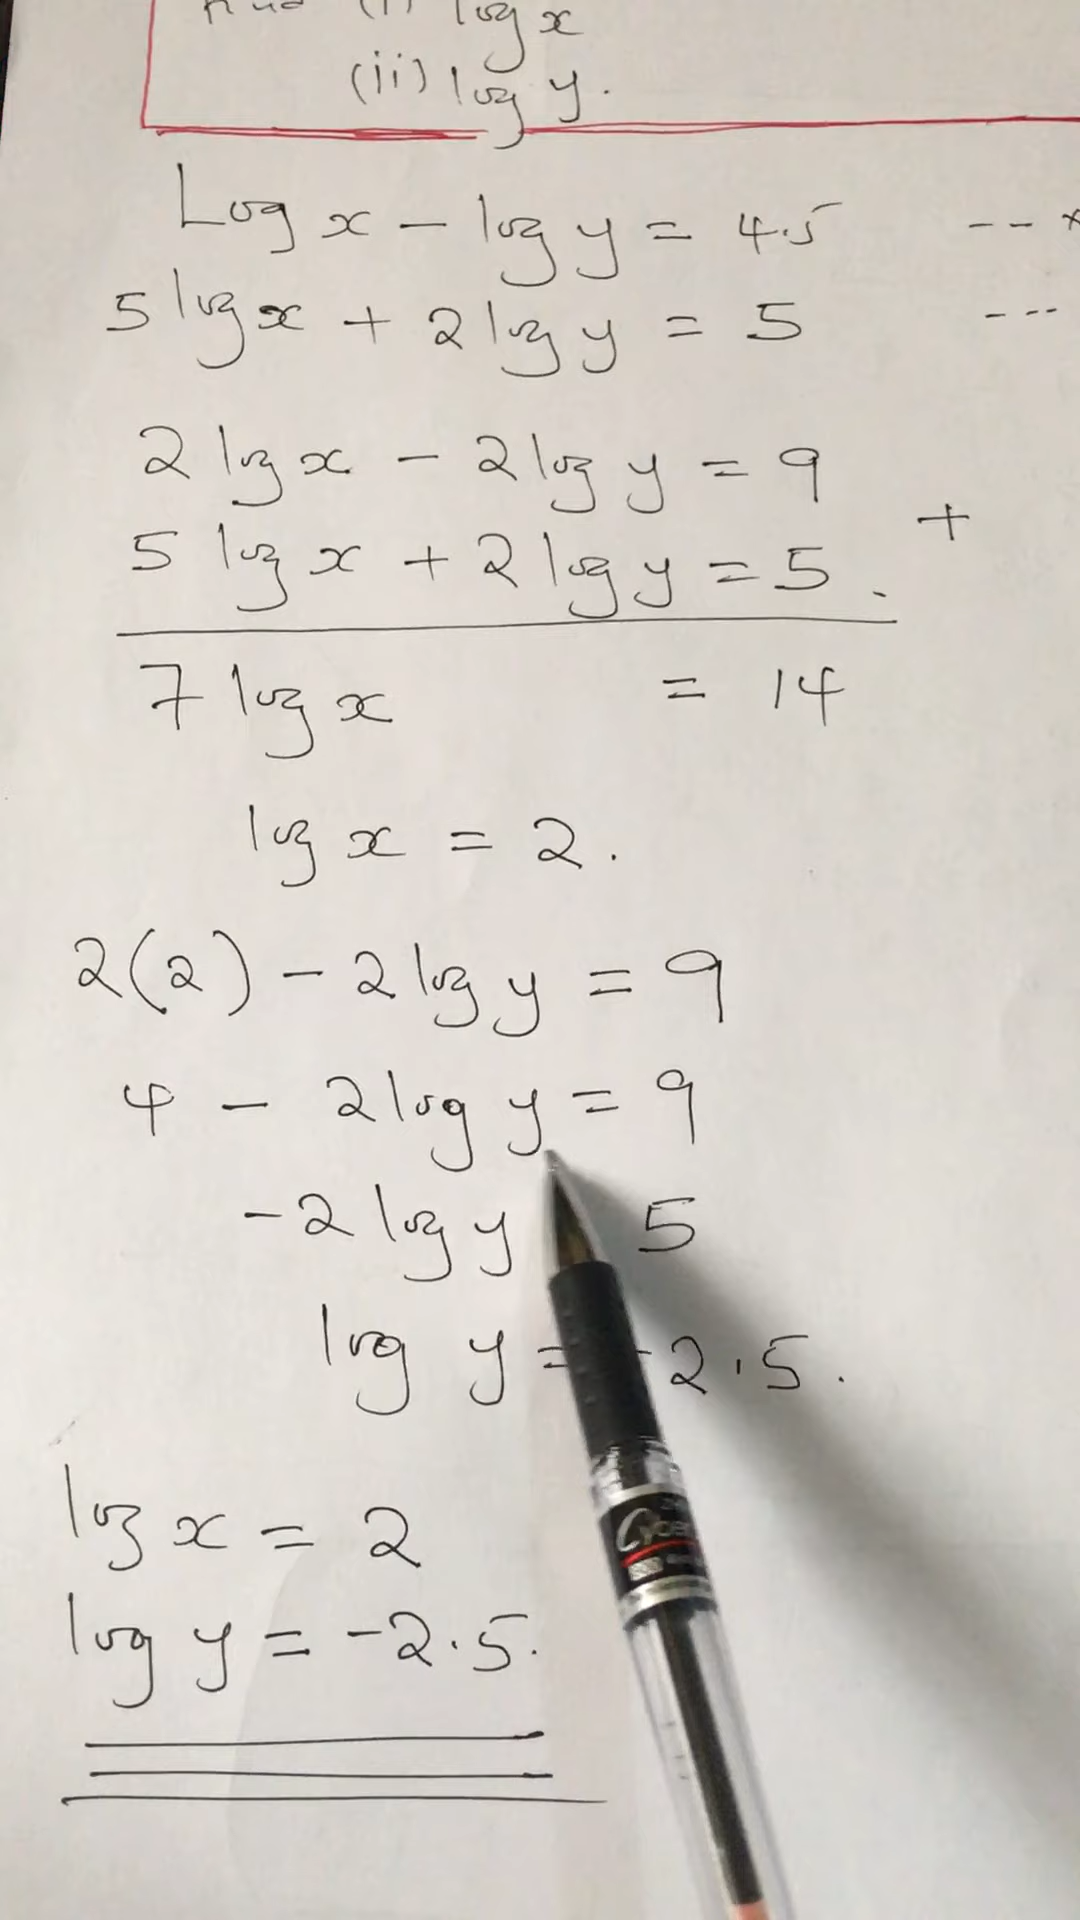 (i) log x
(ii) log y.
Log x - log y = 4.5 --*
5 log x + 2 log y = 5 ---
2 log x - 2 log y = 9
+
5 log x + 2 log y = 5.
7 log x = 14
log x = 2.
2(2) - 2 log y = 9
4 - 2 log y = 9
-2 log y 5
log y = -2.5.
log x = 2
log y = -2.5.